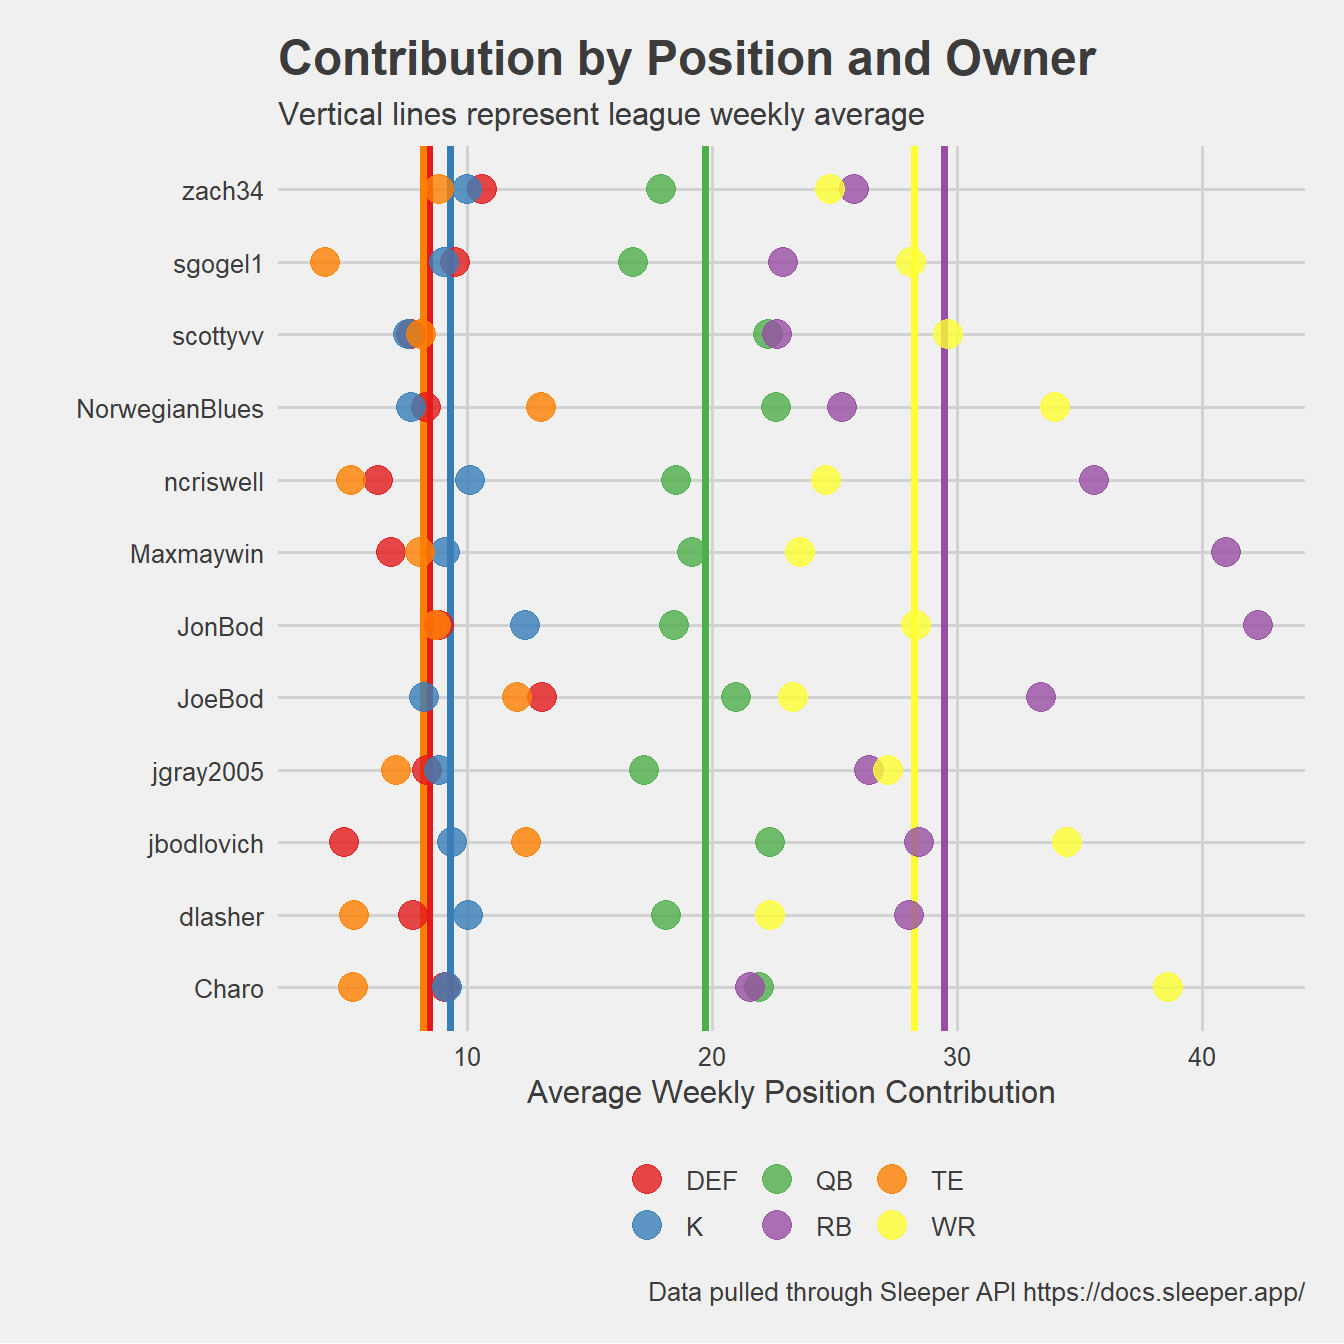 Contribution by Position and Owner
Vertical lines represent league weekly average
zach34
sgogel1
scottyvv
NorwegianBlues
ncriswell
Maxmaywin
JonBod
JoeBod
jgray2005
jbodlovich
dlasher
Charo
10 20 30 40
Average Weekly Position Contribution
DEF QB TE
K RB WR
Data pulled through Sleeper API https://docs.sleeper.app/